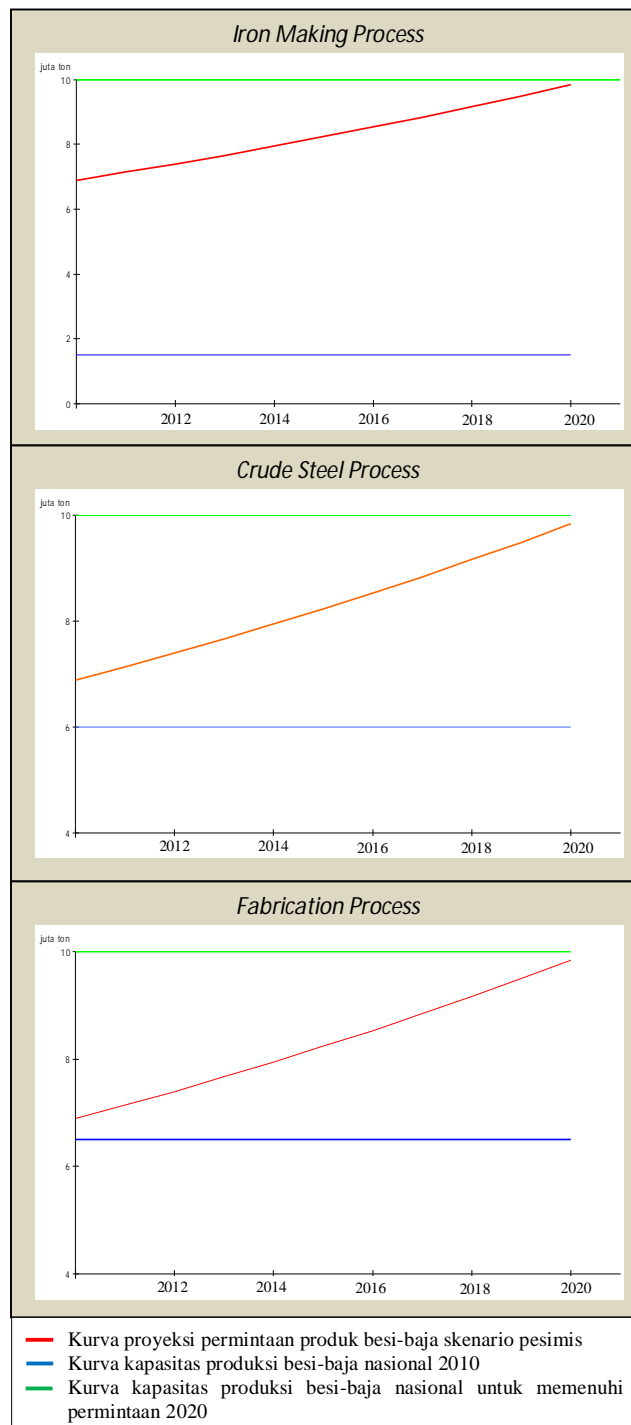 Iron Making Process
juta ton
10
8
6
4
2
0
2012 2014 2016 2018 2020
Crude Steel Process
juta ton
10
8
6
4
2012 2014 2016 2018 2020
Fabrication Process
juta ton
10
8
6
4
2012 2014 2016 2018 2020
Kurva proyeksi permintaan produk besi-baja skenario pesimis
Kurva kapasitas produksi besi-baja nasional 2010
Kurva kapasitas produksi besi-baja nasional untuk memenuhi
permintaan 2020